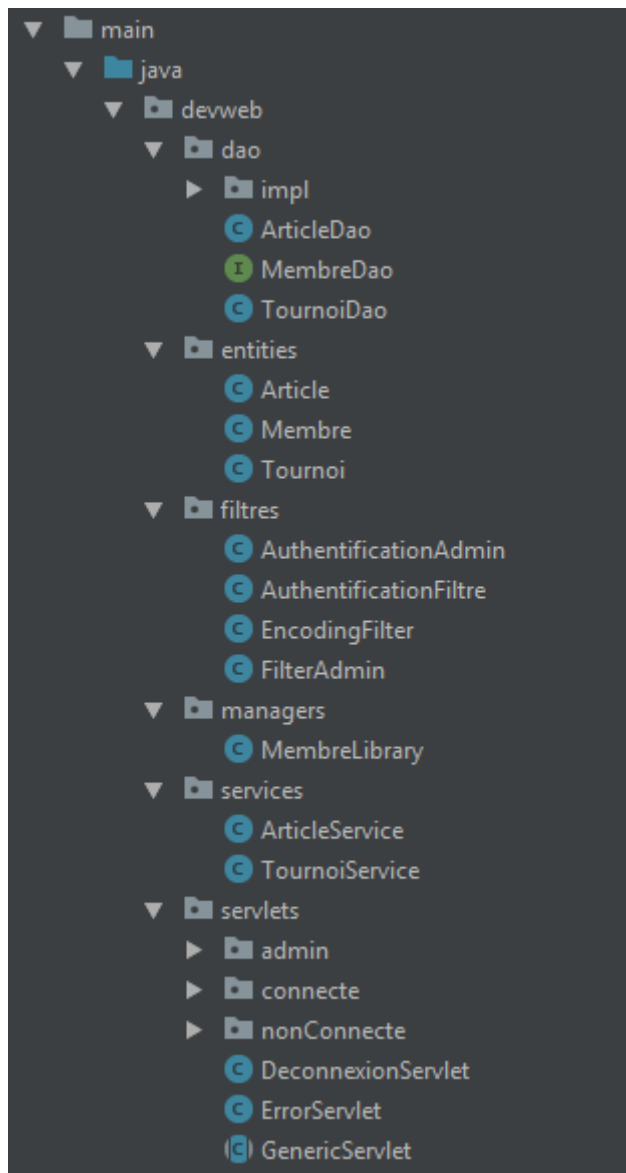 main
java
devweb
dao
impl
ArticleDao
MembreDao
TournoiDao
entities
Article
Membre
Tournoi
filtres
AuthentificationAdmin
AuthentificationFiltre
EncodingFilter
FilterAdmin
managers
MembreLibrary
services
ArticleService
TournoiService
servlets
admin
connecte
nonConnecte
DeconnexionServlet
ErrorServlet
GenericServlet